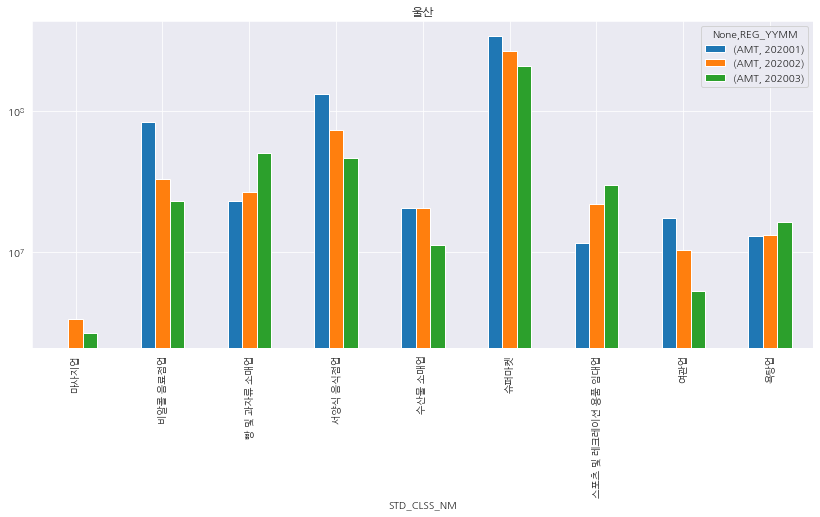 울산
None,REG_YYMM
(AMT, 202001)
(AMT, 202002)
(AMT, 202003)
10⁸
10⁷
마사지업
비알콜 음료점업
빵 및 과자류 소매업
서양식 음식점업
수산물 소매업
슈퍼마켓
스포츠 및 레크레이션 용품 임대업
여관업
욕탕업
STD_CLSS_NM